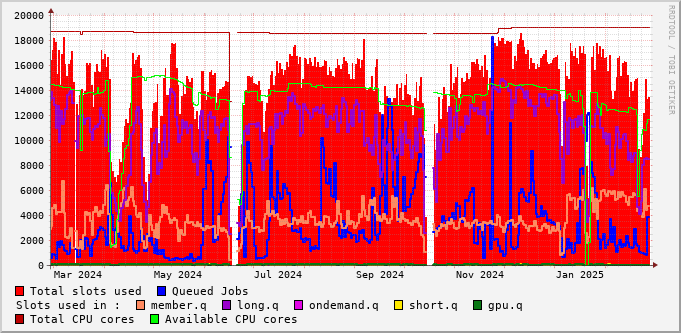 20000
18000
16000
14000
12000
10000
8000
6000
4000
2000
0
Mar 2024 May 2024 Jul 2024 Sep 2024 Nov 2024 Jan 2025
RRDTOOL / TOBI OETIKER
Total slots used Queued Jobs
Slots used in : member.q long.q ondemand.q short.q gpu.q
Total CPU cores Available CPU cores